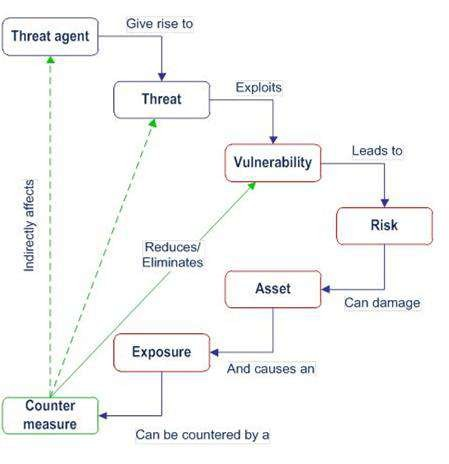 Give rise to
Threat agent
Threat
Exploits
Vulnerability
Leads to
Risk
Indirectly affects
Reduces/
Eliminates
Asset
Can damage
Exposure
And causes an
Counter
measure
Can be countered by a